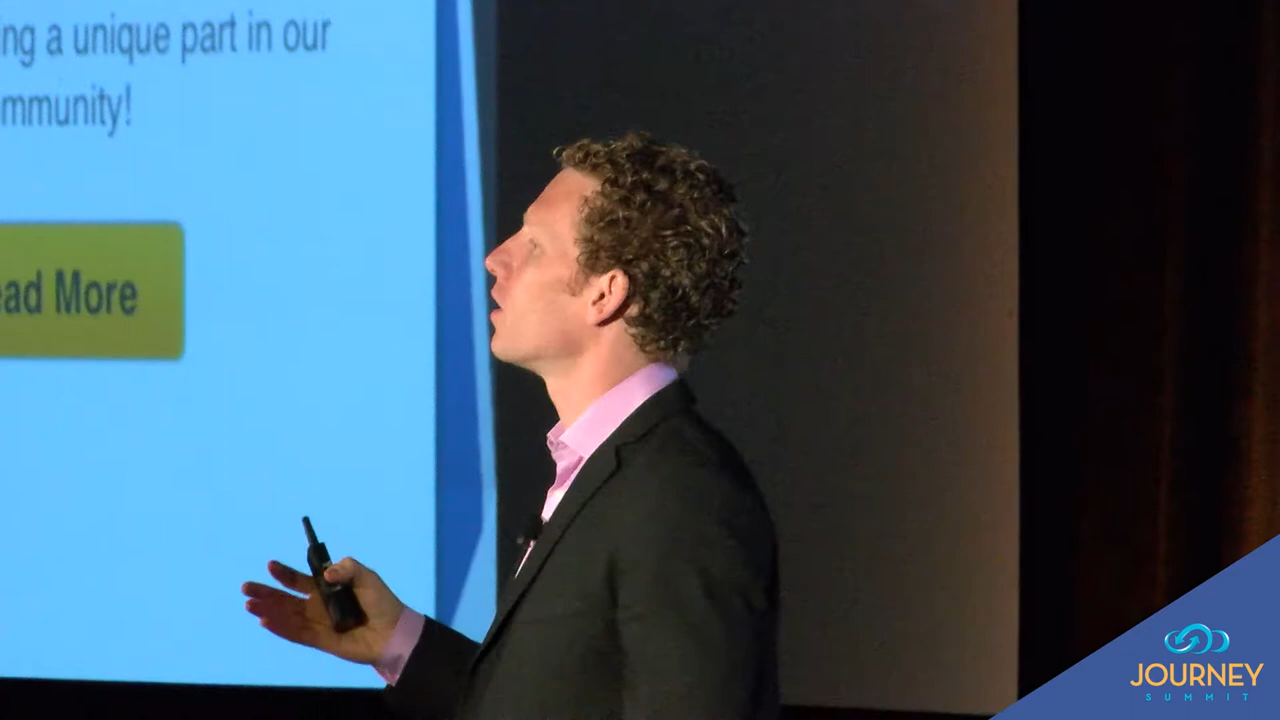 ing a unique part in our
mmunity!
ead More
JOURNEY
SUMMIT